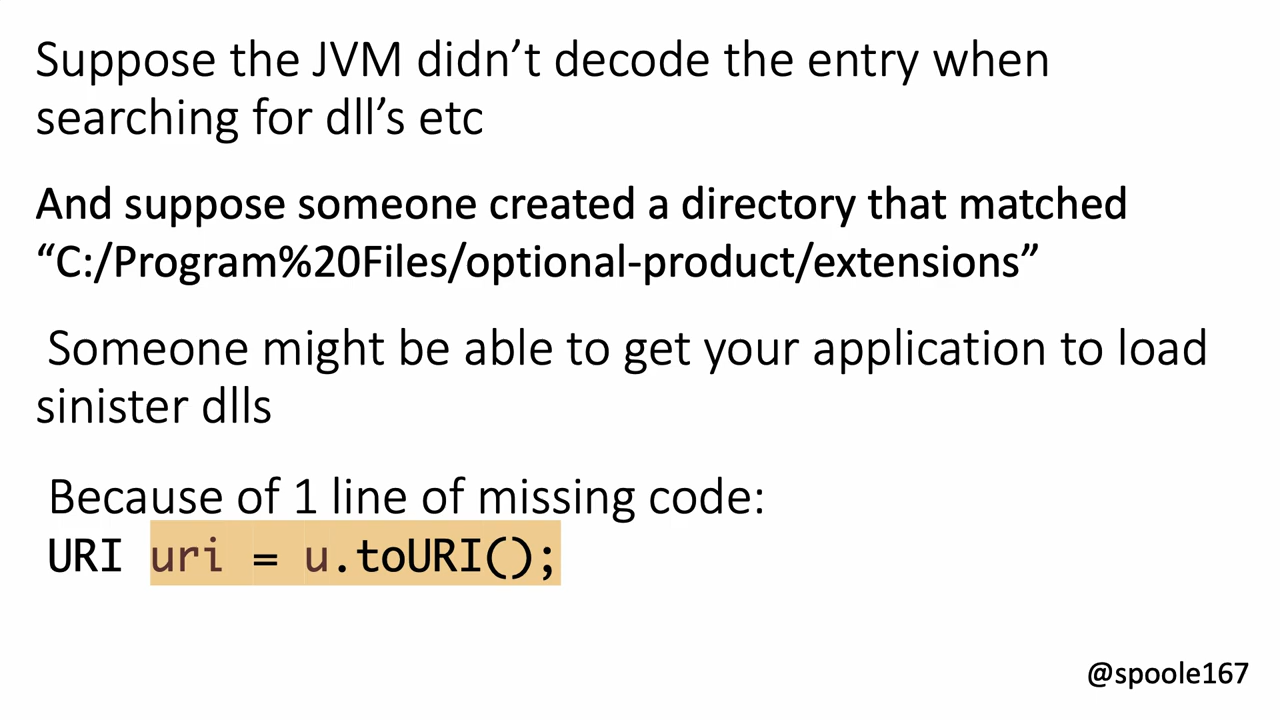 Suppose the JVM didn’t decode the entry when
searching for dll’s etc
And suppose someone created a directory that matched
“C:/Program%20Files/optional-product/extensions”
Someone might be able to get your application to load
sinister dlls
Because of 1 line of missing code:
URI uri = u.toURI();
@spoole167